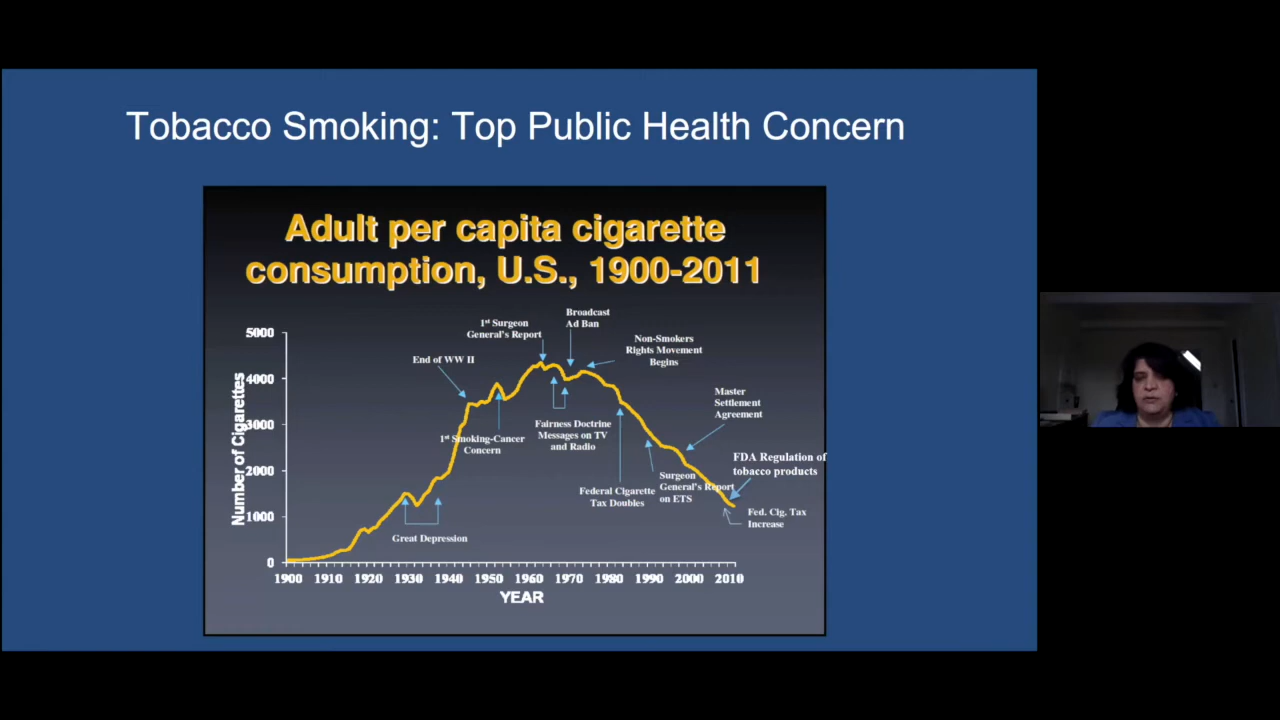 Tobacco Smoking: Top Public Health Concern
Adult per capita cigarette
consumption, U.S., 1900-2011
Number of Cigarettes
5000
4000
3000
2000
1000
0
1900 1910 1920 1930 1940 1950 1960 1970 1980 1990 2000 2010
YEAR
Great Depression
End of WW II
1st Smoking-Cancer
Concern
1st Surgeon
General's Report
Broadcast
Ad Ban
Fairness Doctrine
Messages on TV
and Radio
Non-Smokers
Rights Movement
Begins
Federal Cigarette
Tax Doubles
Surgeon
General's Report
on ETS
Master
Settlement
Agreement
FDA Regulation of
tobacco products
Fed. Cig. Tax
Increase